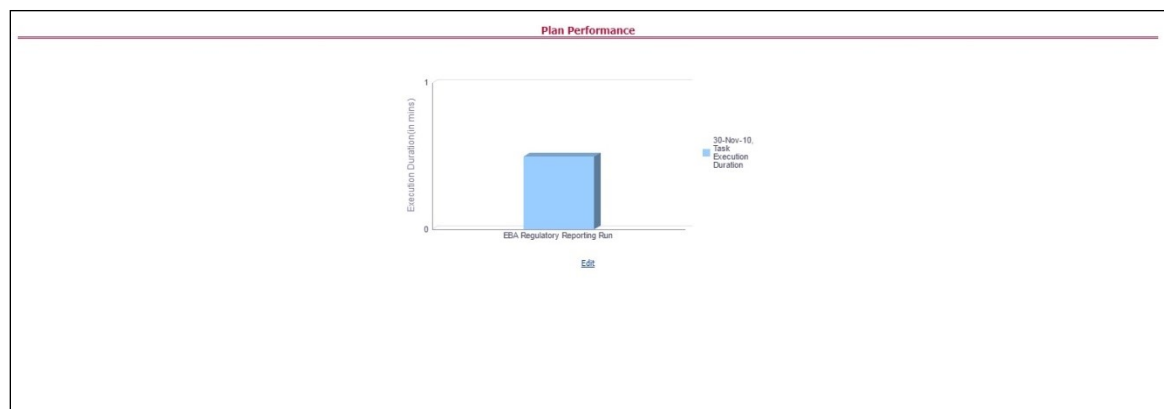 Plan Performance
1
Execution Duration(in mins)
0
EBA Regulatory Reporting Run
30-Nov-10,
Task
Execution
Duration
Edit